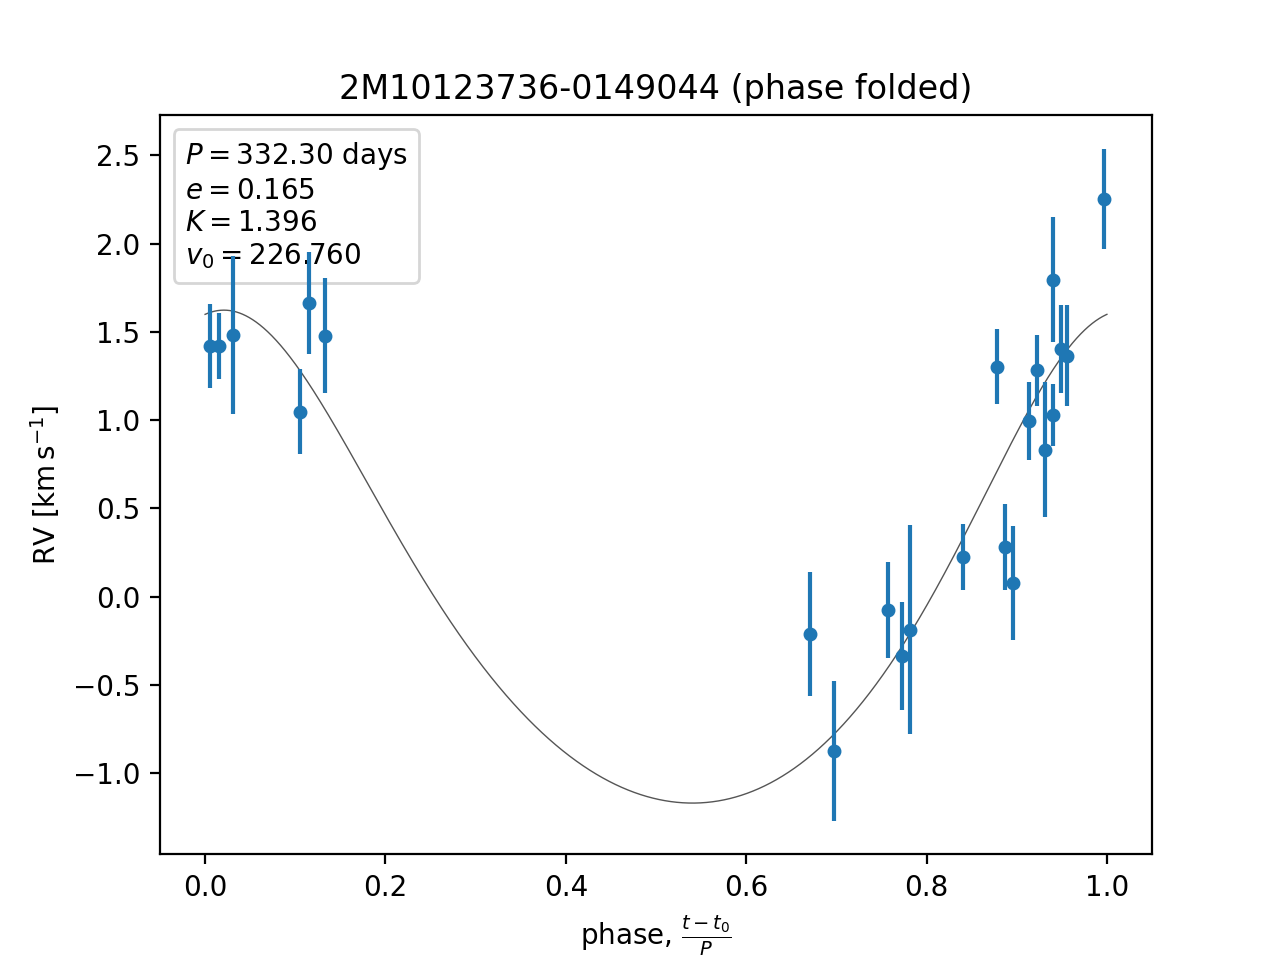 2M10123736-0149044 (phase folded)
P = 332.30 days
e = 0.165
K = 1.396
v₀ = 226.760
RV [km s⁻¹]
2.5
2.0
1.5
1.0
0.5
0.0
−0.5
−1.0
0.0 0.2 0.4 0.6 0.8 1.0
phase, (t − t₀)/P